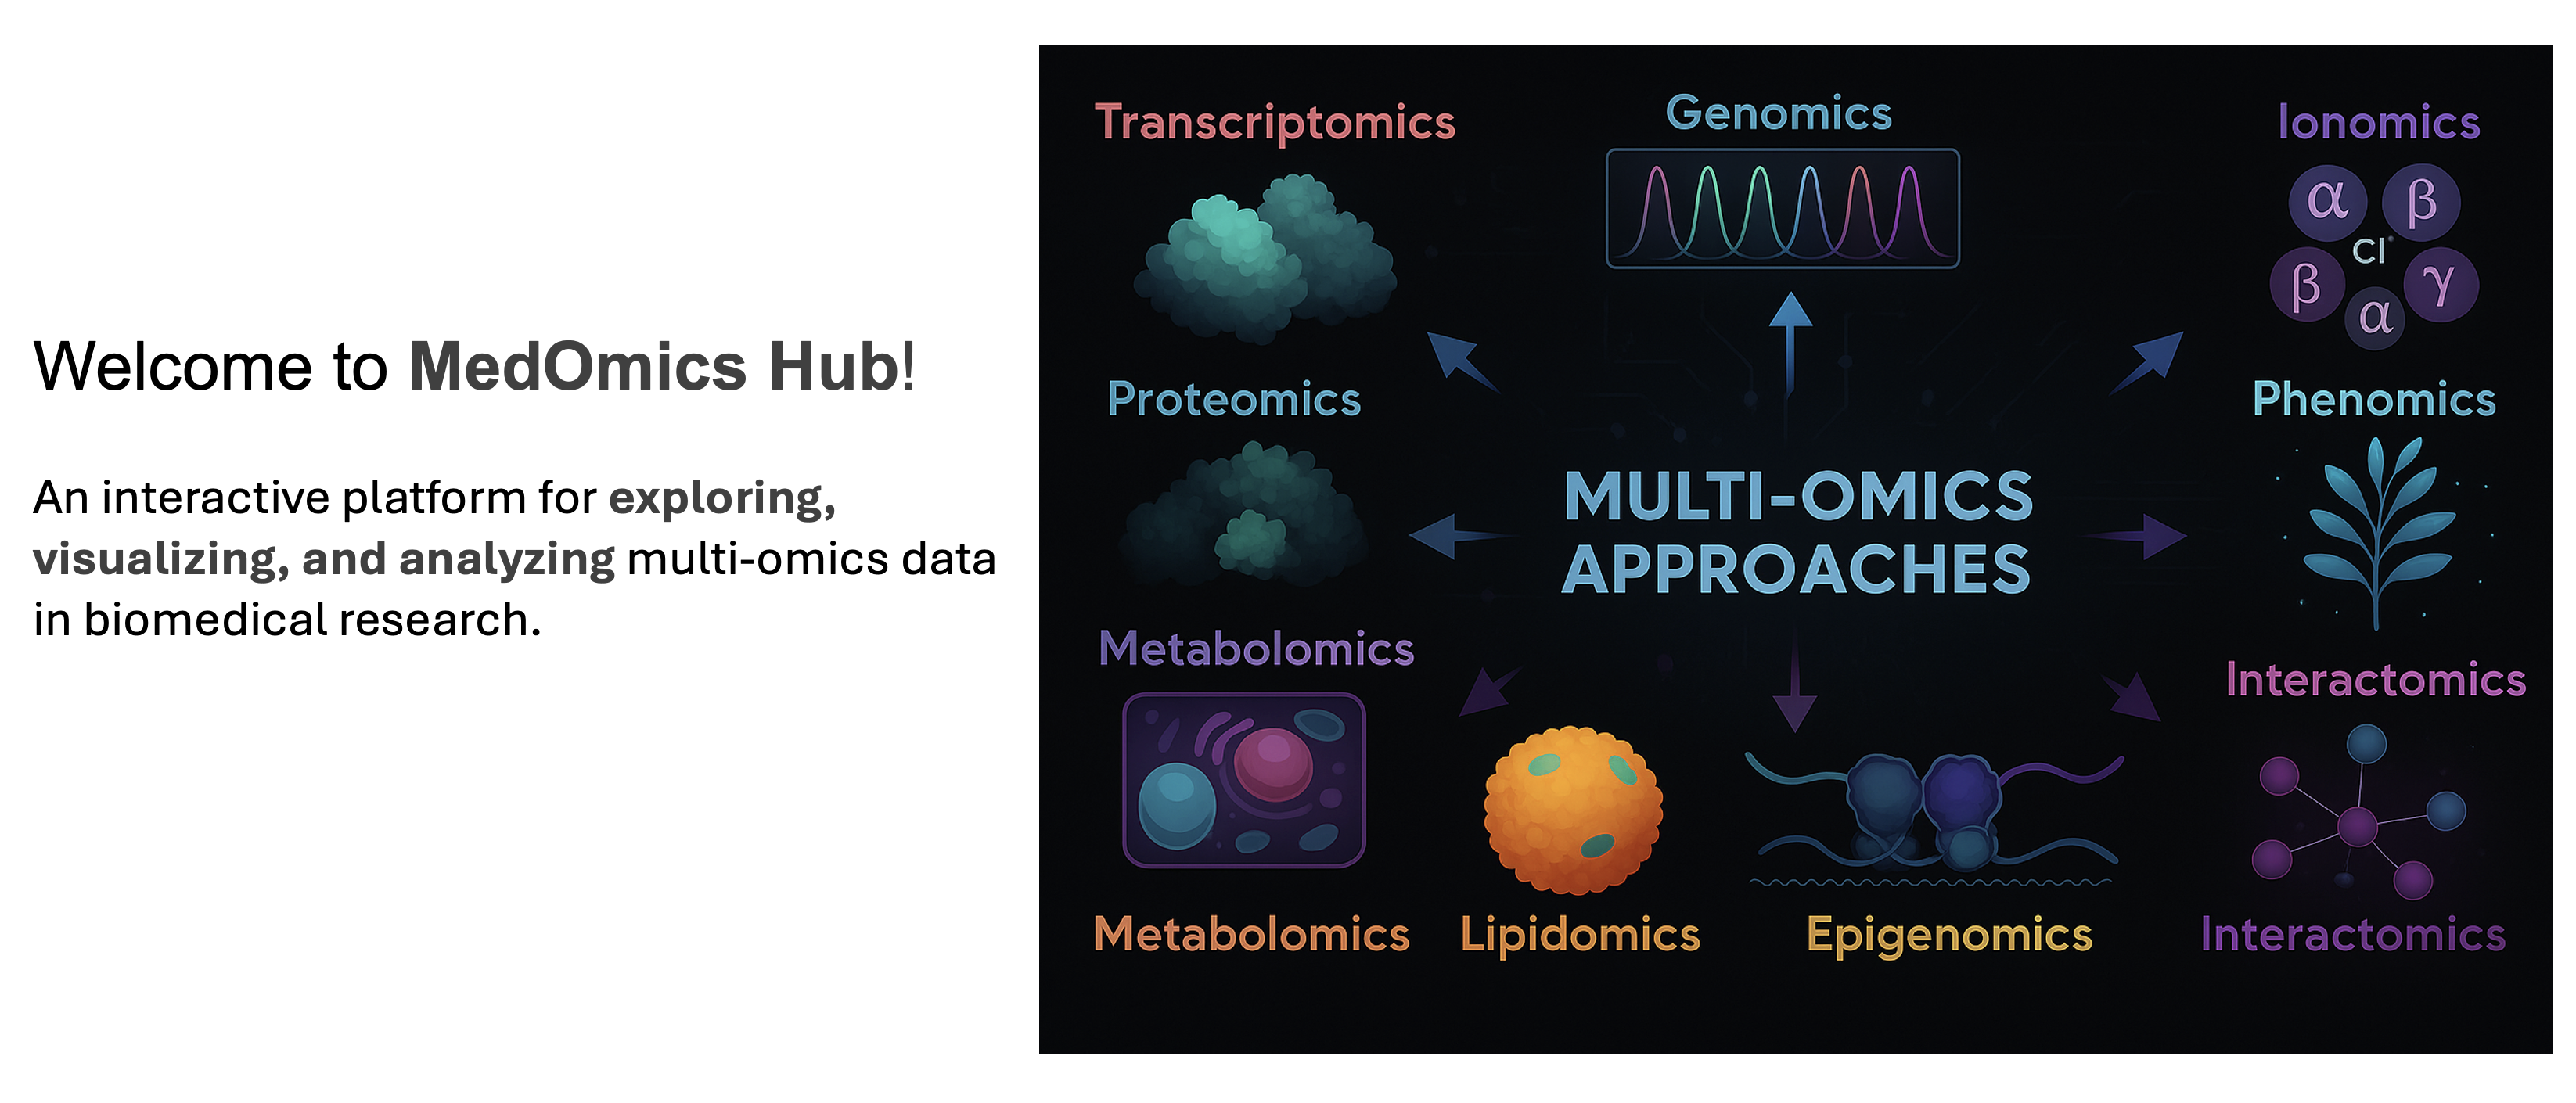 Welcome to MedOmics Hub!
An interactive platform for exploring,
visualizing, and analyzing multi-omics data
in biomedical research.
Transcriptomics
Genomics
Ionomics
α β
Cl
β γ
α
Proteomics
Phenomics
MULTI-OMICS
APPROACHES
Metabolomics
Interactomics
Metabolomics
Lipidomics
Epigenomics
Interactomics